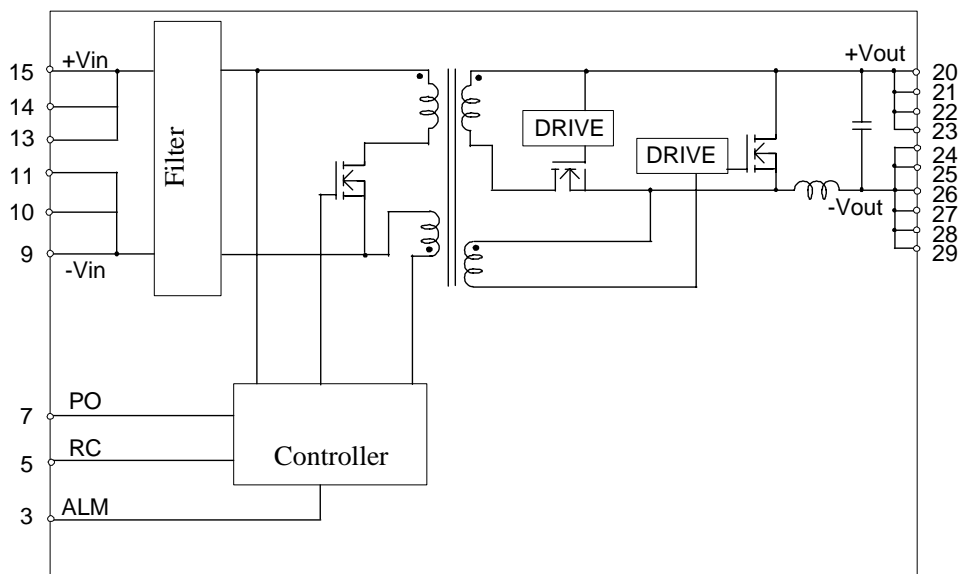 15 +Vin +Vout 20
14 21
13 22
DRIVE 23
Filter
DRIVE
11 24
25
10 26
-Vout
27
28
9 29
-Vin
7 PO
5 RC
Controller
3 ALM